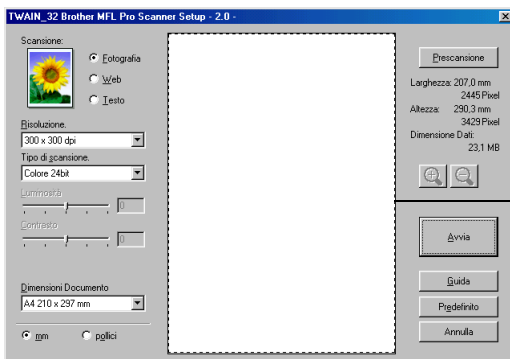 TWAIN_32 Brother MFL Pro Scanner Setup - 2.0 -
Scansione:
Fotografia
Web
Testo
Risoluzione.
300 x 300 dpi
Tipo di scansione.
Colore 24bit
Luminosità
0
Contrasto
0
Dimensioni Documento
A4 210 x 297 mm
mm
pollici
Prescansione
Larghezza: 207,0 mm
2445 Pixel
Altezza: 290,3 mm
3429 Pixel
Dimensione Dati:
23,1 MB
Avvia
Guida
Predefinito
Annulla